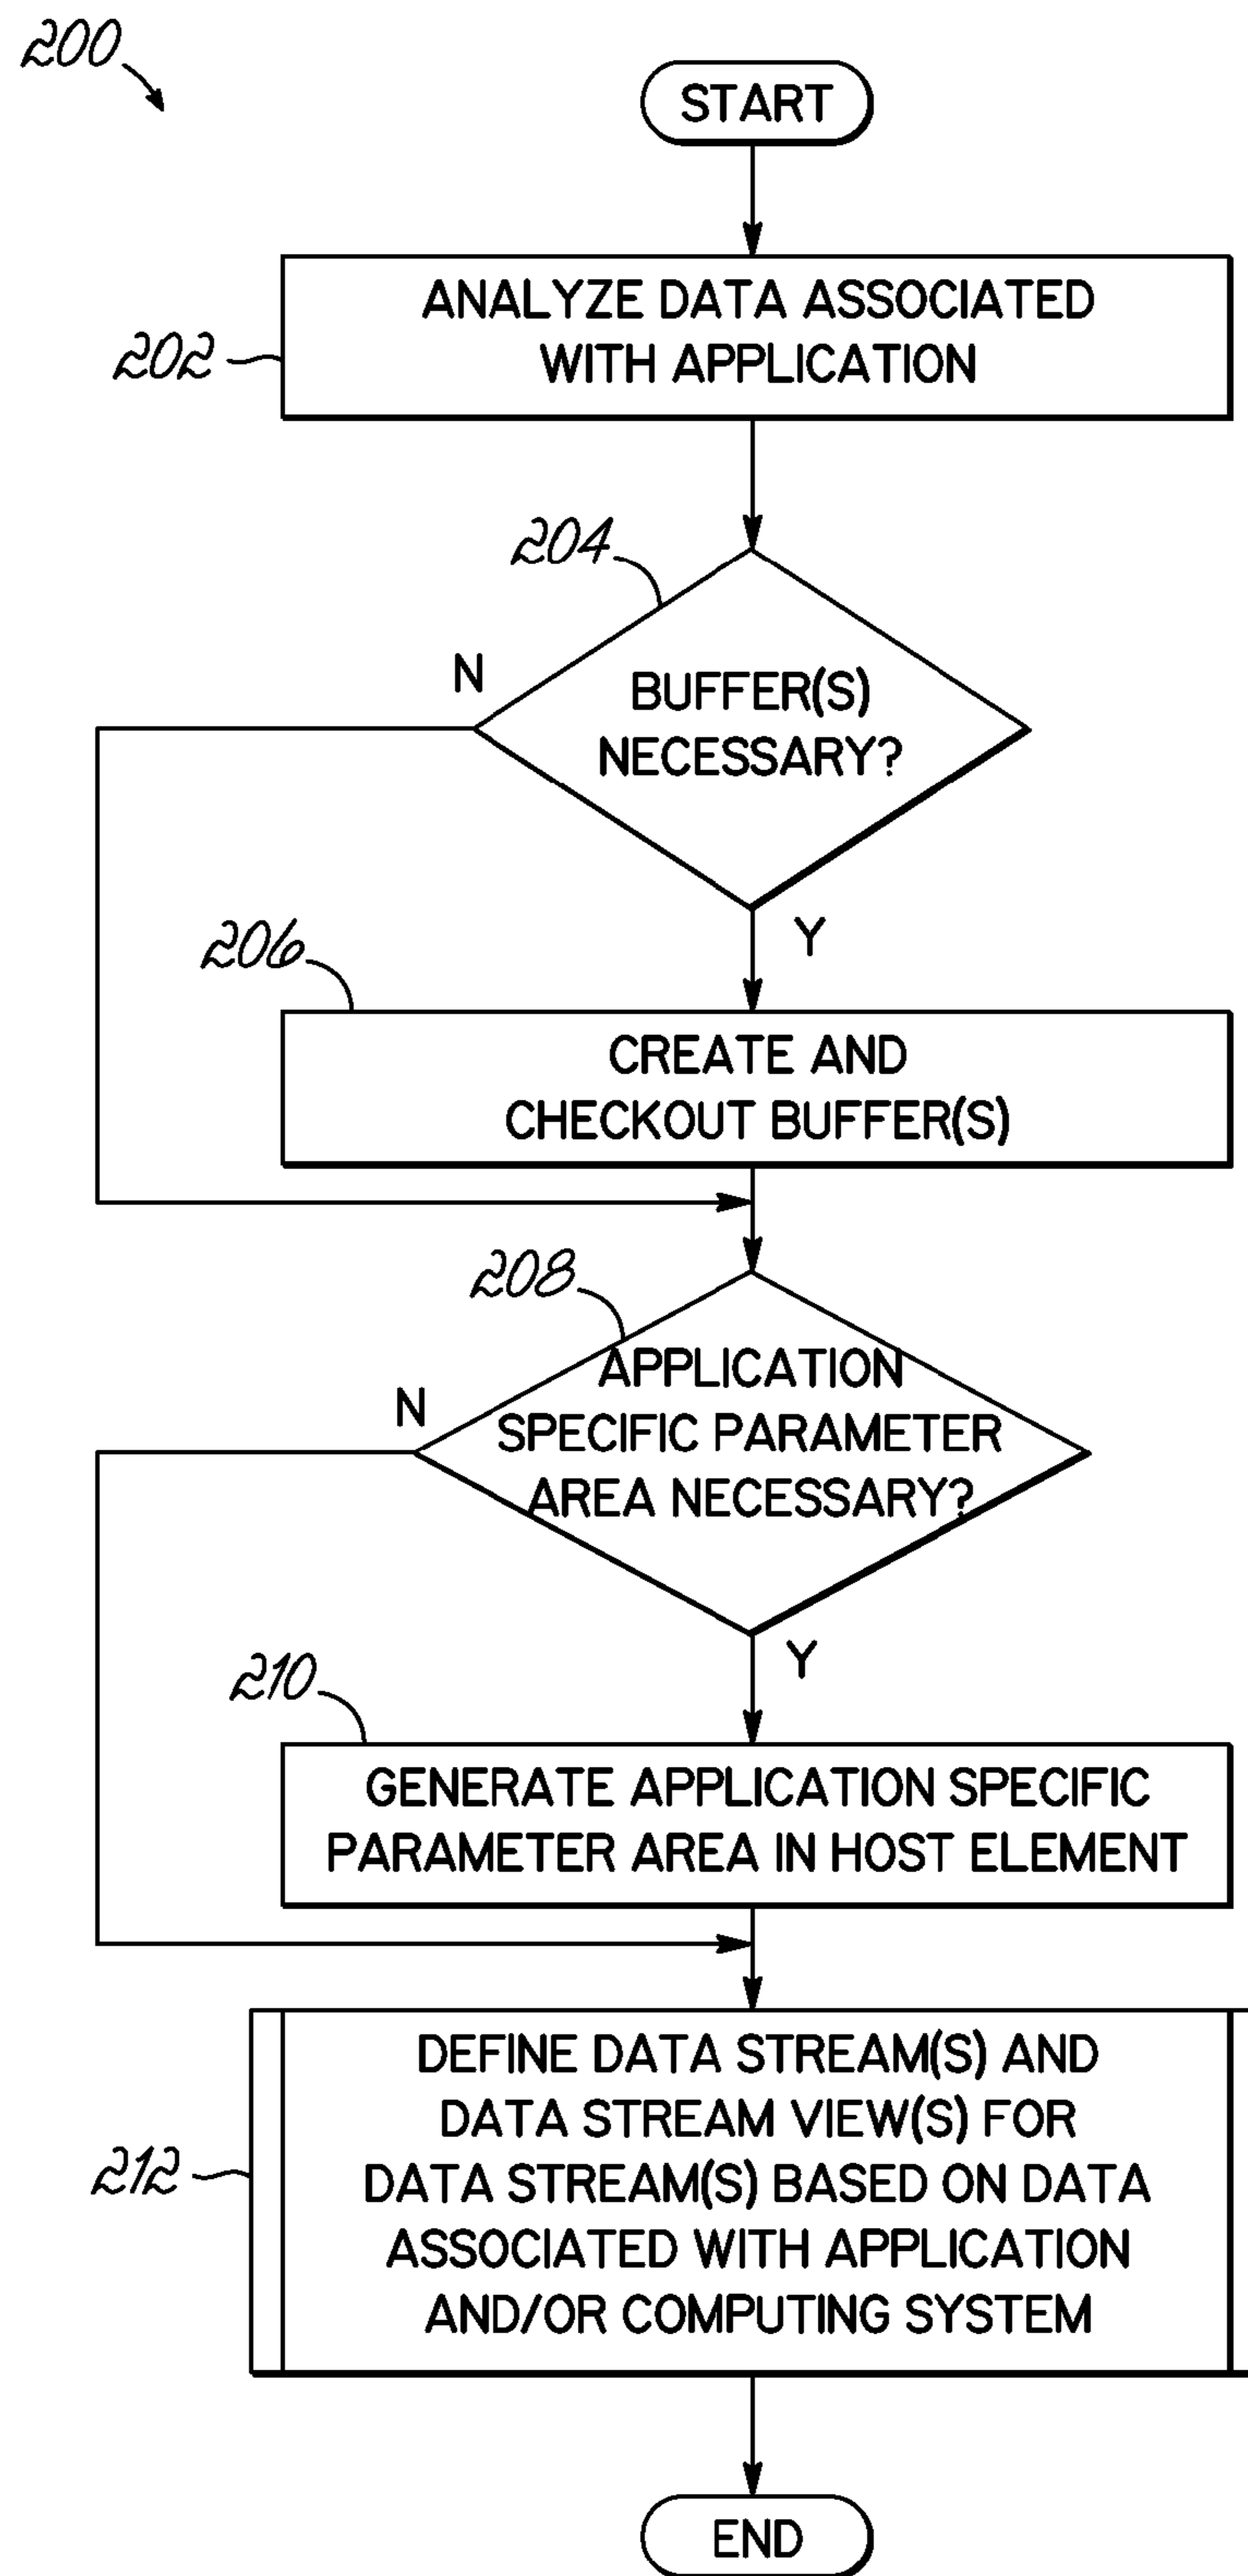 200
START
202
ANALYZE DATA ASSOCIATED
WITH APPLICATION
204
N
BUFFER(S)
NECESSARY?
Y
206
CREATE AND
CHECKOUT BUFFER(S)
208
N
APPLICATION
SPECIFIC PARAMETER
AREA NECESSARY?
Y
210
GENERATE APPLICATION SPECIFIC
PARAMETER AREA IN HOST ELEMENT
212
DEFINE DATA STREAM(S) AND
DATA STREAM VIEW(S) FOR
DATA STREAM(S) BASED ON DATA
ASSOCIATED WITH APPLICATION
AND/OR COMPUTING SYSTEM
END